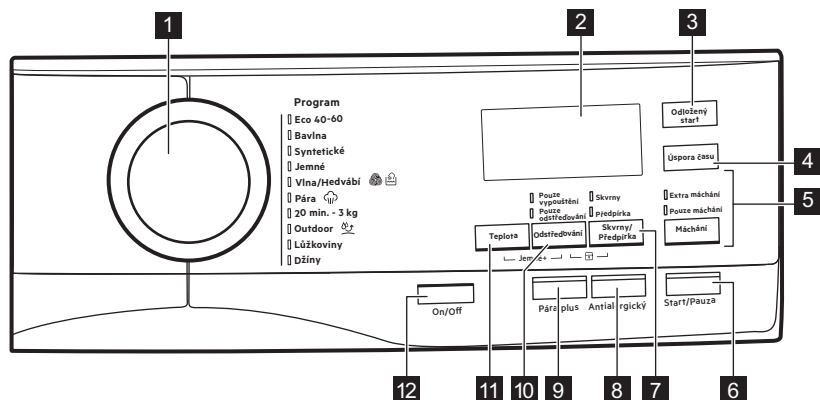 1
2
3
Program
Eco 40-60
Bavlna
Syntetické
Jemné
Vlna/Hedvábí
Pára
20 min. - 3 kg
Outdoor
Lůžkoviny
Džíny
Odložený
start
Úspora času
4
5
Pouze
vypouštění
Pouze
odstřeďování
Skvrny
Předpírka
Extra máchání
Pouze máchání
Teplota
Odstřeďování
Skvrny/
Předpírka
Máchání
Jemné+
On/Off
Pára plus
Antialergický
Start/Pauza
12
11
10
9
8
7
6